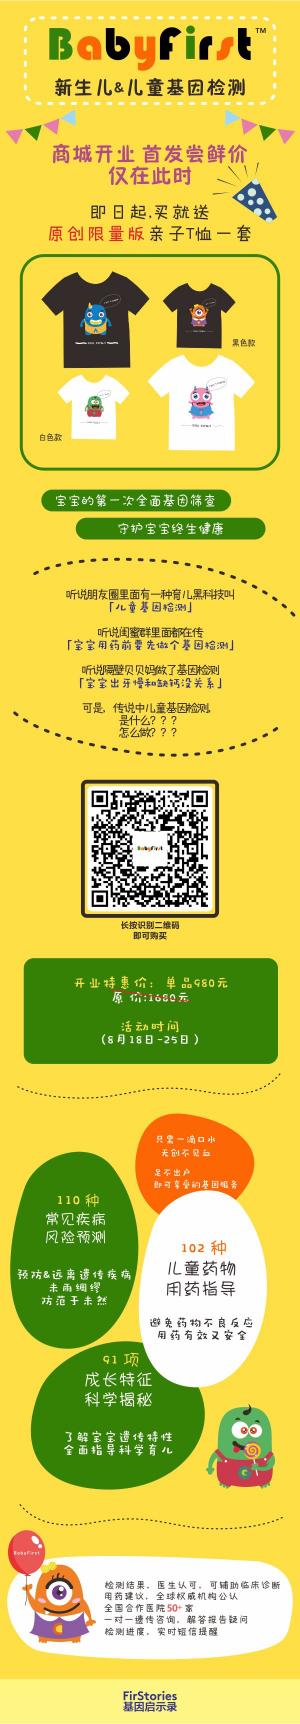 BabyFirst™
新生儿&儿童基因检测
商城开业 首发尝鲜价
仅在此时
即日起,买就送
原创限量版亲子T恤一套
黑色款
白色款
宝宝的第一次全面基因筛查
守护宝宝终生健康
听说朋友圈里面有一种育儿黑科技叫
「儿童基因检测」
听说闺蜜群里面都在传
「宝宝用药前要先做个基因检测」
听说隔壁贝贝妈做了基因检测
「宝宝出牙慢和缺钙没关系」
可是，传说中儿童基因检测，
是什么？？？
怎么做？？？
BabyFirst
长按识别二维码
即可购买
开业特惠价：单品980元
原价:1680元
活动时间
(8月18日-25日)
只需一滴口水
无创不见血
足不出户
即可享受的基因服务
110 种
常见疾病
风险预测
预防&远离遗传疾病
未雨绸缪
防范于未然
102 种
儿童药物
用药指导
避免药物不良反应
用药有效又安全
91 项
成长特征
科学揭秘
了解宝宝遗传特性
全面指导科学育儿
BabyFirst
检测结果，医生认可，可辅助临床诊断
用药建议，全球权威机构公认
全国合作医院50+家
一对一遗传咨询，解答报告疑问
检测进度，实时短信提醒
FirStories
基因启示录